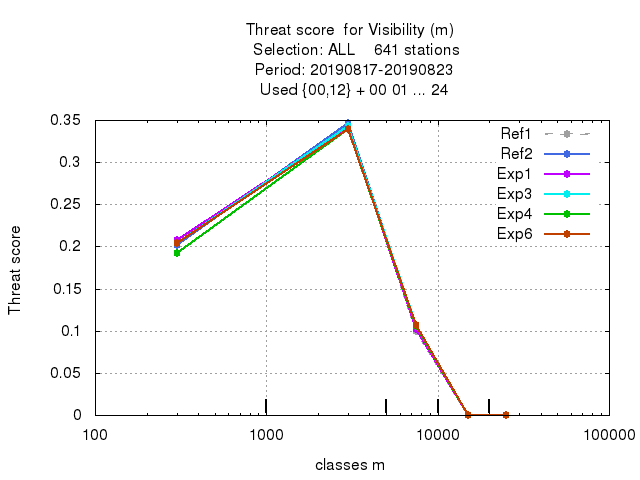 Threat score  for Visibility (m)
Selection: ALL    641 stations
Period: 20190817-20190823
Used {00,12} + 00 01 ... 24
0.35
0.3
0.25
0.2
0.15
0.1
0.05
0
Threat score
Ref1
Ref2
Exp1
Exp3
Exp4
Exp6
100 1000 10000 100000
classes m